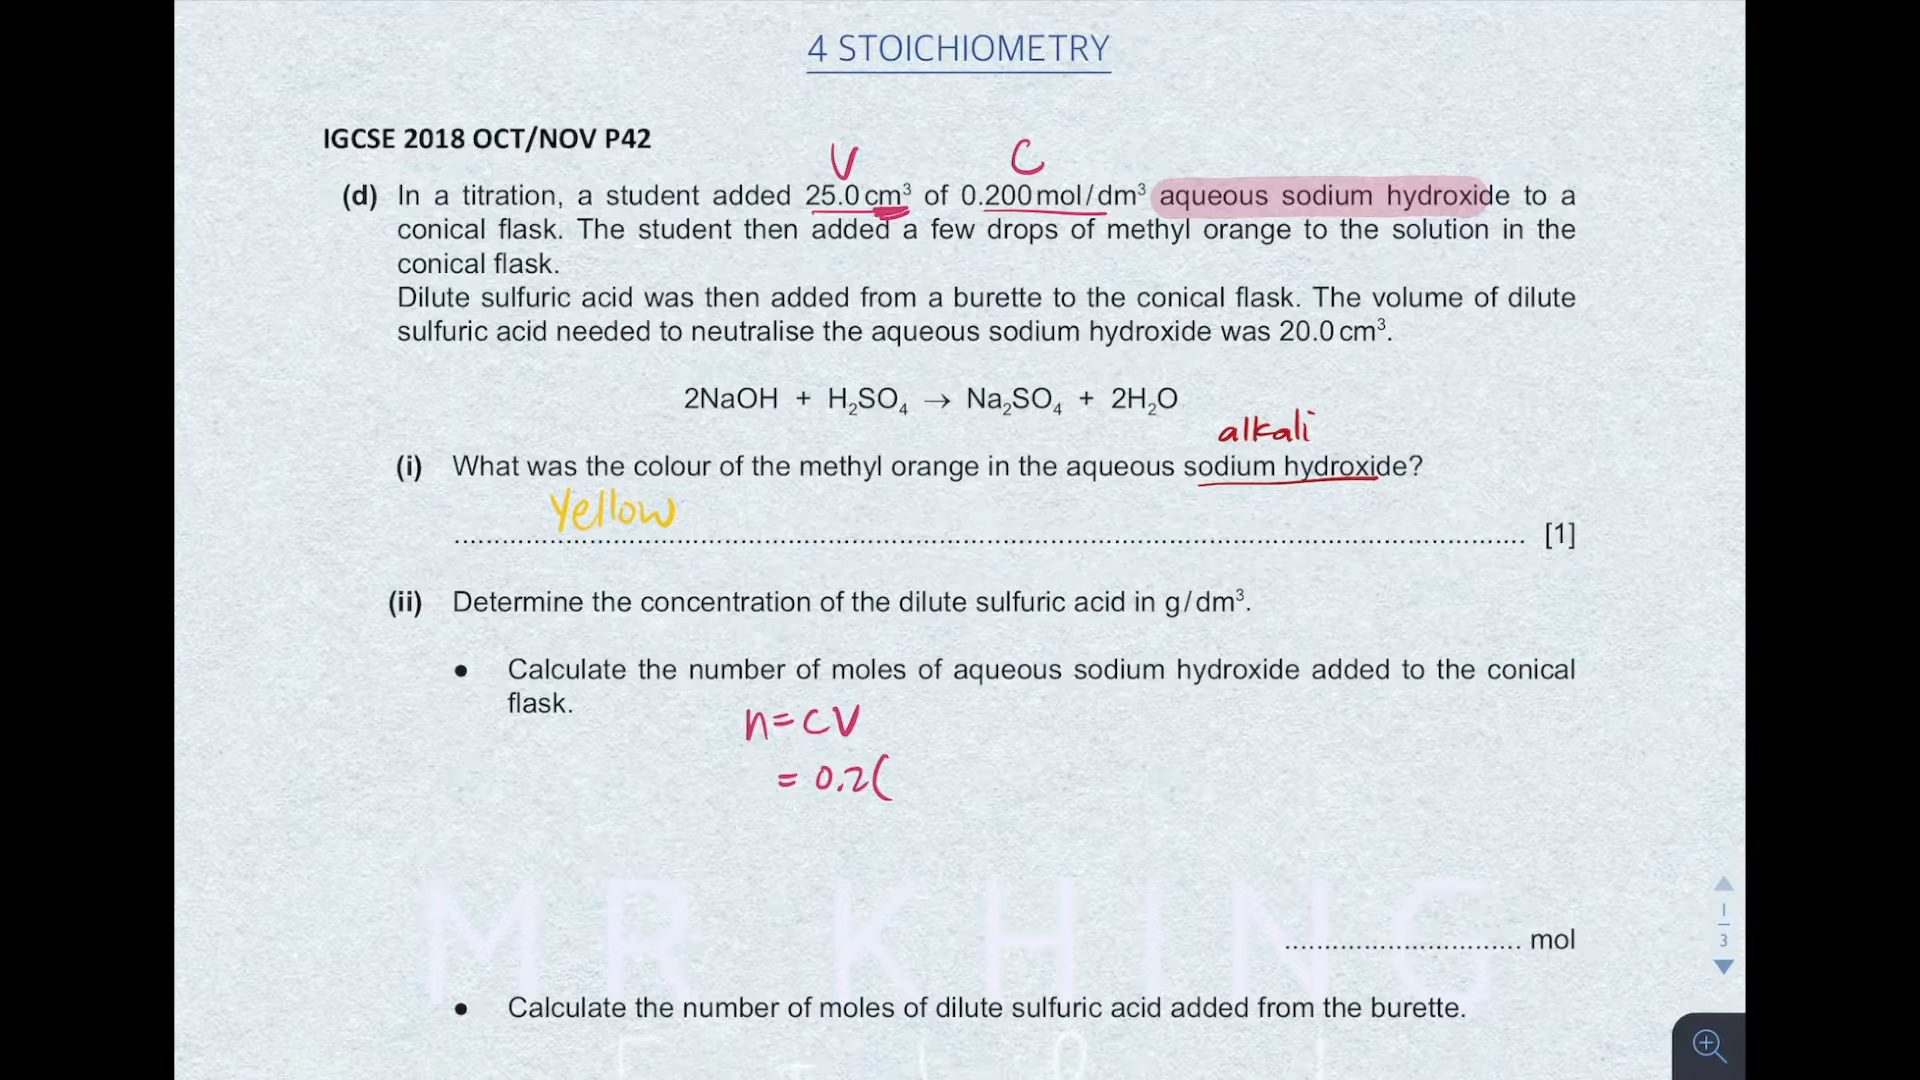 4 STOICHIOMETRY
IGCSE 2018 OCT/NOV P42
V C
(d) In a titration, a student added 25.0 cm³ of 0.200 mol/dm³ aqueous sodium hydroxide to a
conical flask. The student then added a few drops of methyl orange to the solution in the
conical flask.
Dilute sulfuric acid was then added from a burette to the conical flask. The volume of dilute
sulfuric acid needed to neutralise the aqueous sodium hydroxide was 20.0 cm³.
2NaOH + H₂SO₄ → Na₂SO₄ + 2H₂O
alkali
(i) What was the colour of the methyl orange in the aqueous sodium hydroxide?
Yellow
[1]
(ii) Determine the concentration of the dilute sulfuric acid in g/dm³.
• Calculate the number of moles of aqueous sodium hydroxide added to the conical
flask.
n=CV
= 0.2(
MR KHING
1
3
mol
• Calculate the number of moles of dilute sulfuric acid added from the burette.